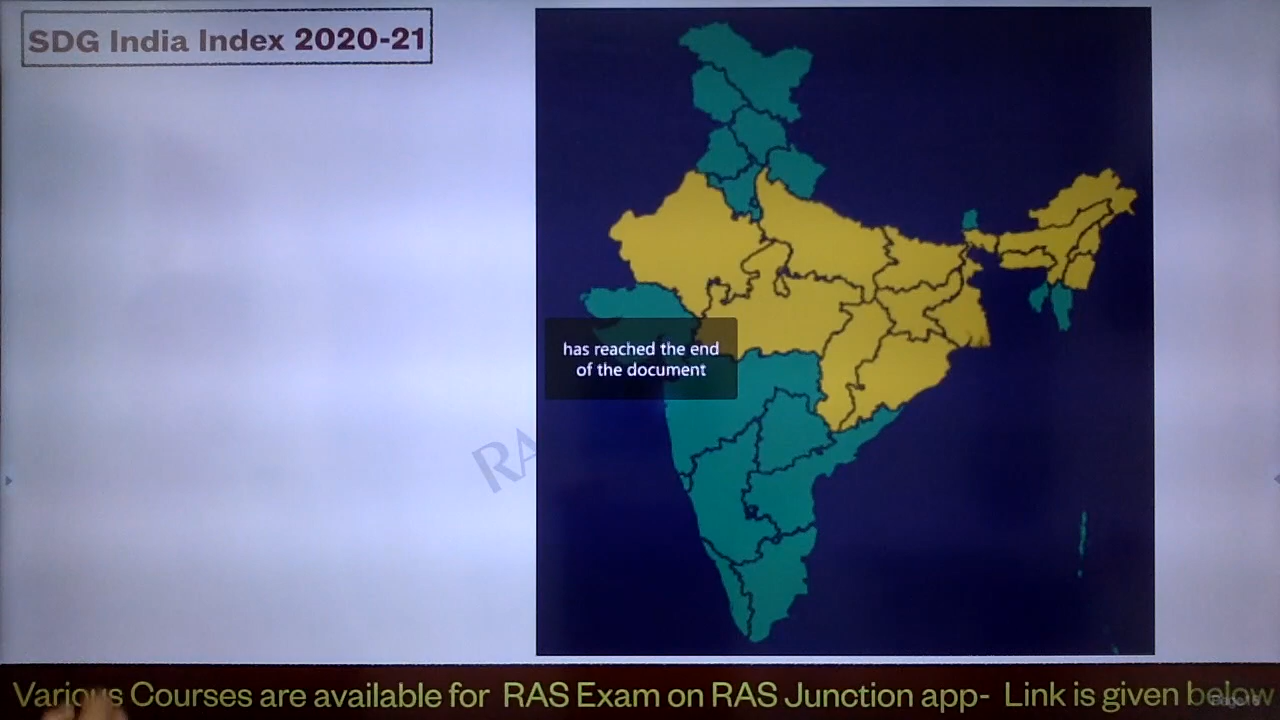 SDG India Index 2020-21
has reached the end
of the document
RA
Various Courses are available for RAS Exam on RAS Junction app- Link is given below